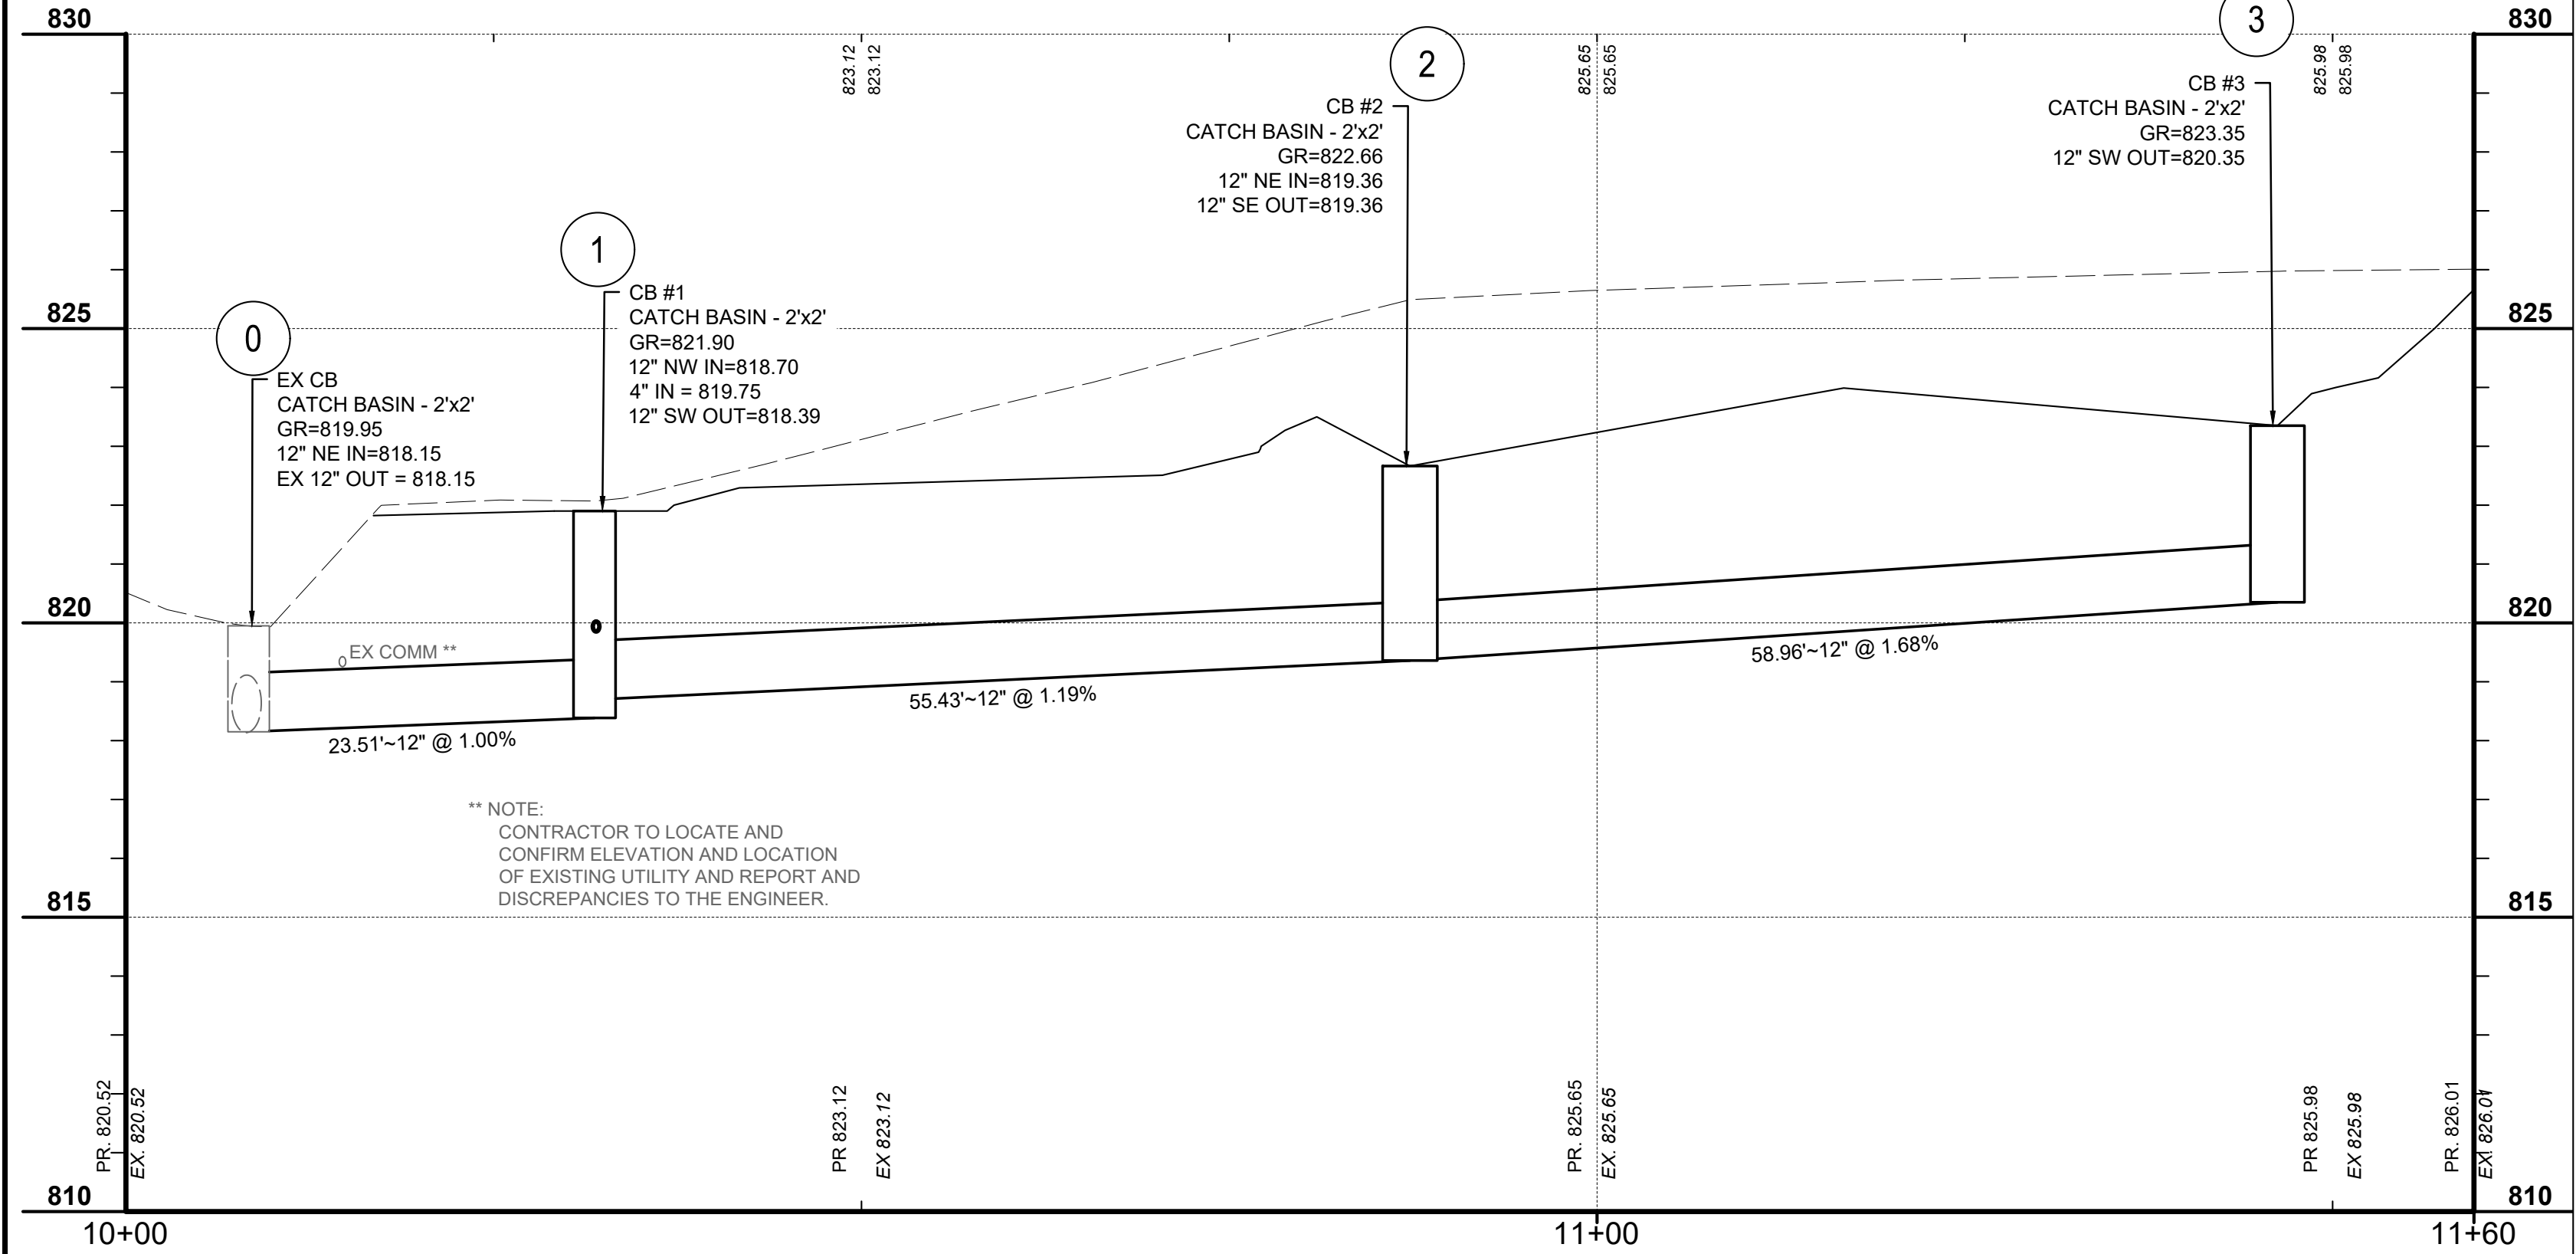 830
830
823.12
823.12
825.65
825.65
825.98
825.98
3
CB #3
CATCH BASIN - 2'x2'
GR=823.35
12" SW OUT=820.35
2
CB #2
CATCH BASIN - 2'x2'
GR=822.66
12" NE IN=819.36
12" SE OUT=819.36
1
CB #1
CATCH BASIN - 2'x2'
GR=821.90
12" NW IN=818.70
4" IN = 819.75
12" SW OUT=818.39
825
825
0
EX CB
CATCH BASIN - 2'x2'
GR=819.95
12" NE IN=818.15
EX 12" OUT = 818.15
820
820
EX COMM **
23.51'~12" @ 1.00%
55.43'~12" @ 1.19%
58.96'~12" @ 1.68%
** NOTE:
CONTRACTOR TO LOCATE AND
CONFIRM ELEVATION AND LOCATION
OF EXISTING UTILITY AND REPORT AND
DISCREPANCIES TO THE ENGINEER.
815
815
PR. 820.52
EX. 820.52
PR 823.12
EX 823.12
PR. 825.65
EX. 825.65
PR 825.98
EX 825.98
PR. 826.01
EX. 826.01
810
810
10+00
11+00
11+60